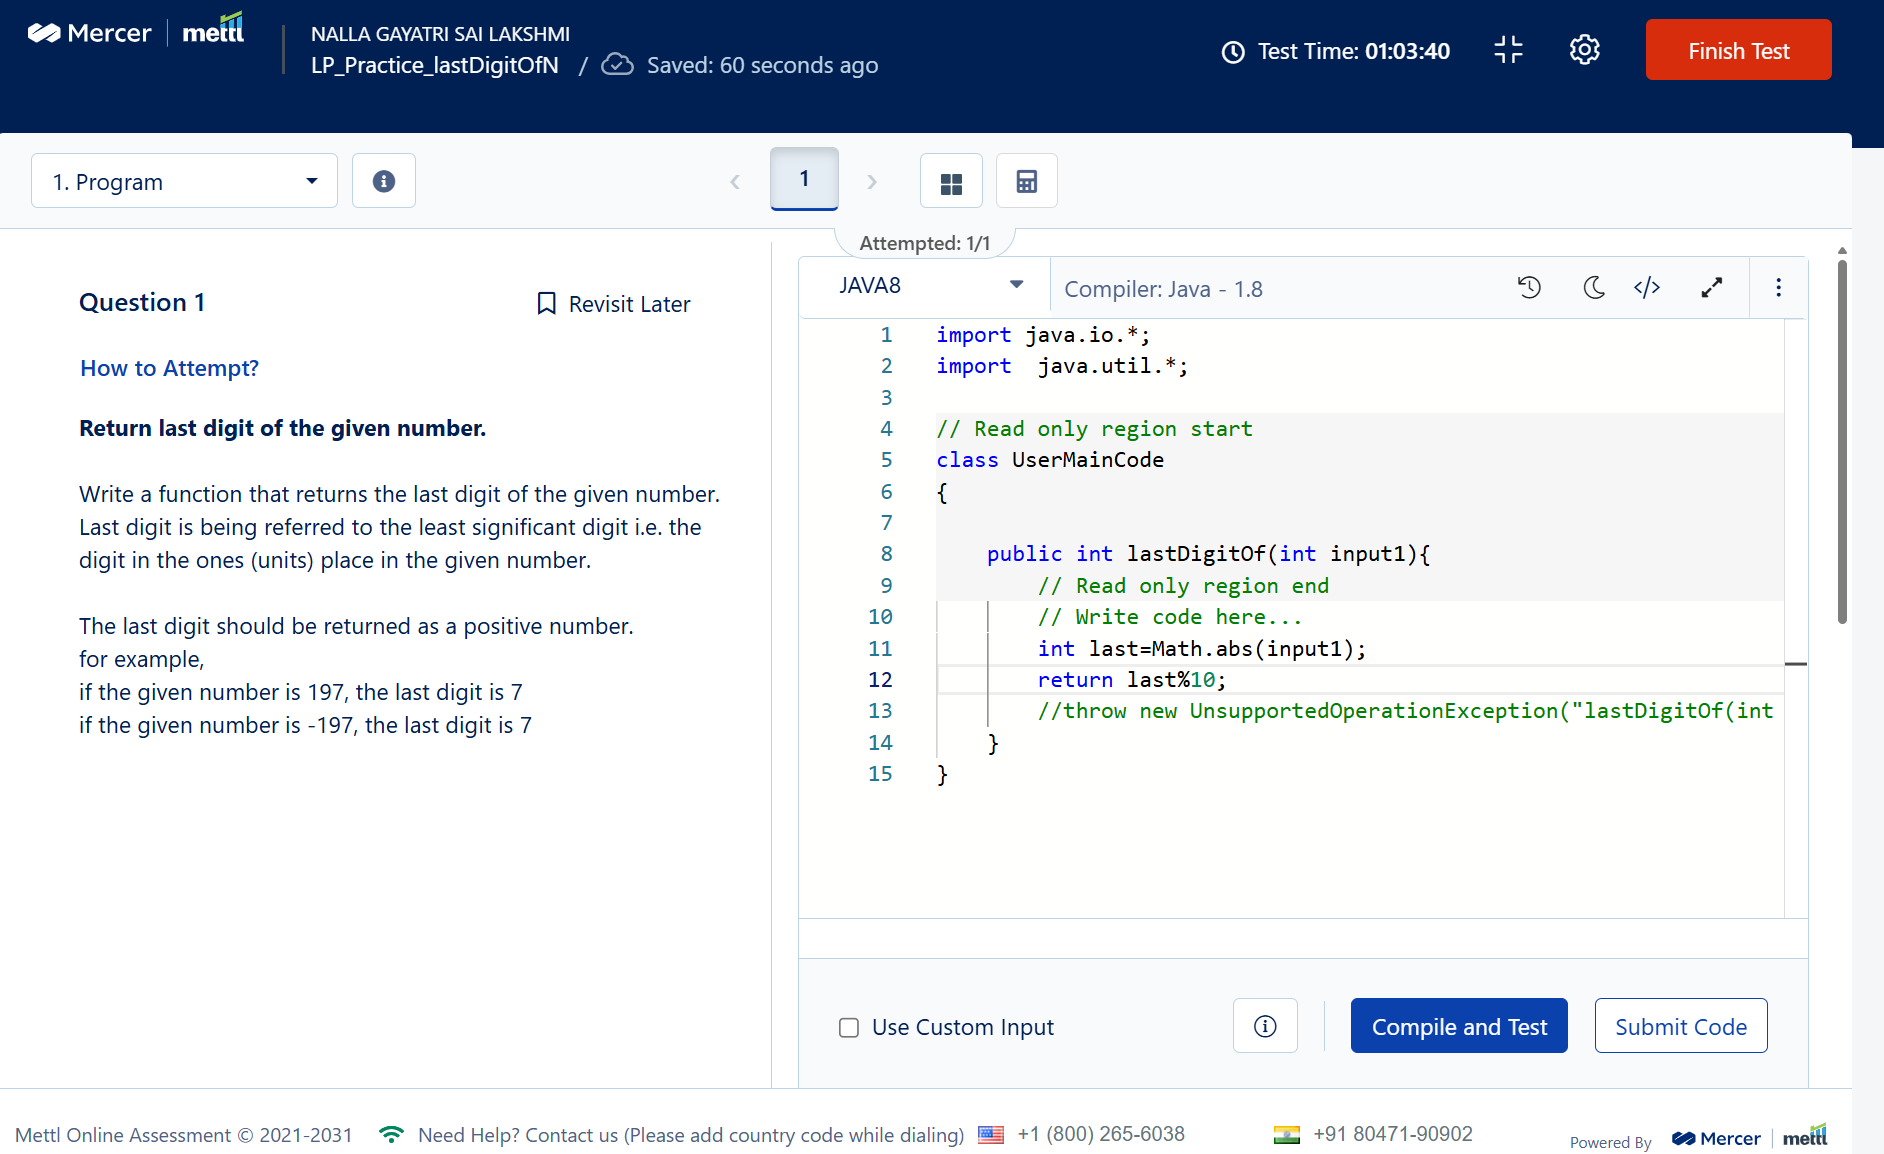 Mercer | mettl
NALLA GAYATRI SAI LAKSHMI
LP_Practice_lastDigitOfN / Saved: 60 seconds ago
Test Time: 01:03:40
Finish Test
1. Program
1
Attempted: 1/1
Question 1
Revisit Later
How to Attempt?
Return last digit of the given number.
Write a function that returns the last digit of the given number.
Last digit is being referred to the least significant digit i.e. the
digit in the ones (units) place in the given number.
The last digit should be returned as a positive number.
for example,
if the given number is 197, the last digit is 7
if the given number is -197, the last digit is 7
JAVA8
Compiler: Java - 1.8
1 import java.io.*;
2 import  java.util.*;
3
4 // Read only region start
5 class UserMainCode
6 {
7
8     public int lastDigitOf(int input1){
9         // Read only region end
10         // Write code here...
11         int last=Math.abs(input1);
12         return last%10;
13         //throw new UnsupportedOperationException("lastDigitOf(int
14     }
15 }
Use Custom Input
Compile and Test
Submit Code
Mettl Online Assessment © 2021-2031
Need Help? Contact us (Please add country code while dialing)
+1 (800) 265-6038
+91 80471-90902
Powered By
Mercer | mettl